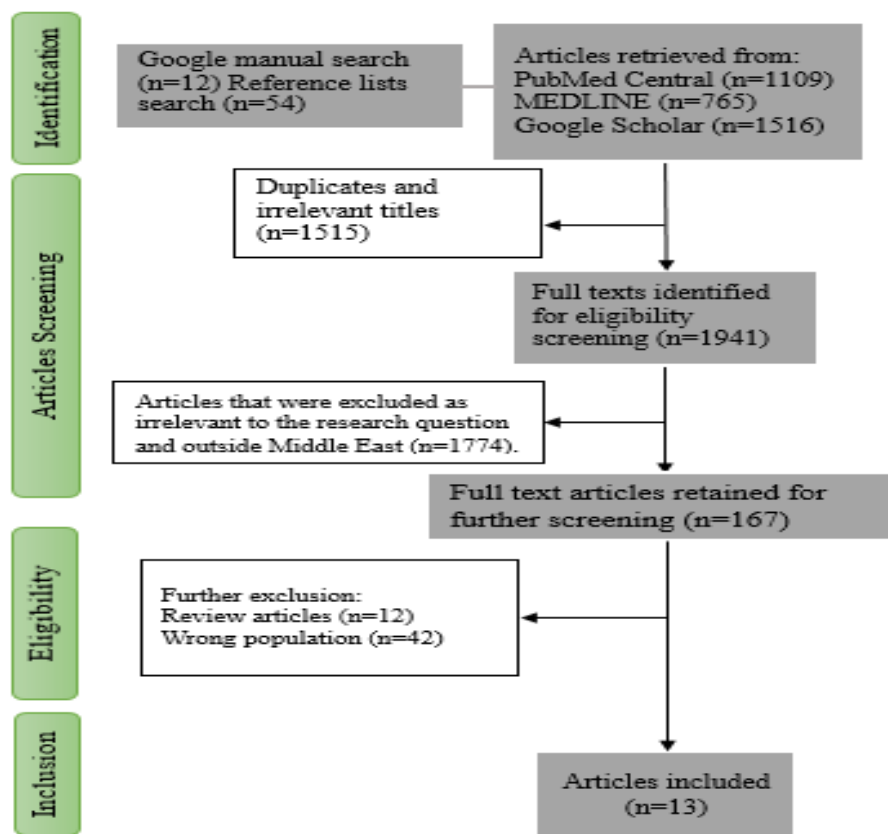 Identification
Google manual search
(n=12) Reference lists
search (n=54)
Articles retrieved from:
PubMed Central (n=1109)
MEDLINE (n=765)
Google Scholar (n=1516)
Articles Screening
Duplicates and
irrelevant titles
(n=1515)
Full texts identified
for eligibility
screening (n=1941)
Articles that were excluded as
irrelevant to the research question
and outside Middle East (n=1774).
Full text articles retained for
further screening (n=167)
Eligibility
Further exclusion:
Review articles (n=12)
Wrong population (n=42)
Inclusion
Articles included
(n=13)